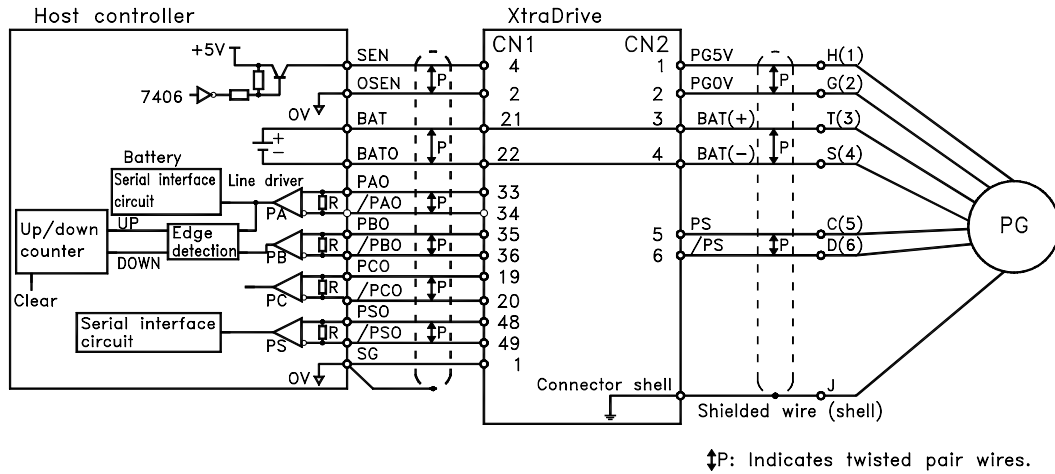 Host controller
XtraDrive
+5V
SEN
4
P
7406
OSEN
2
0V
BAT
21
+
−
P
BATO
22
Battery
Serial interface
circuit
Line driver
PAO
33
PA
R
/PAO
P
34
UP
Up/down
counter
Edge
detection
PBO
35
PB
R
/PBO
P
36
DOWN
PCO
19
Clear
PC
R
/PCO
P
20
Serial interface
circuit
PSO
48
PS
R
/PSO
P
49
SG
1
0V
CN1
CN2
1
PG5V
H(1)
P
2
PG0V
G(2)
3
BAT(+)
T(3)
P
4
BAT(−)
S(4)
PG
5
PS
C(5)
P
6
/PS
D(6)
Connector shell
J
Shielded wire (shell)
P: Indicates twisted pair wires.